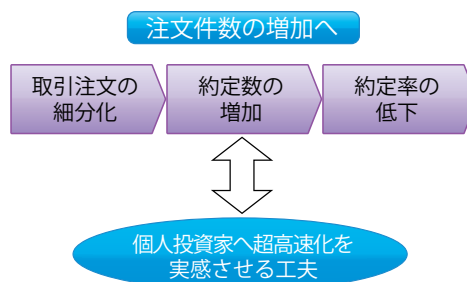 注文件数の増加へ
取引注文の
細分化
約定数の
増加
約定率の
低下
個人投資家へ超高速化を
実感させる工夫